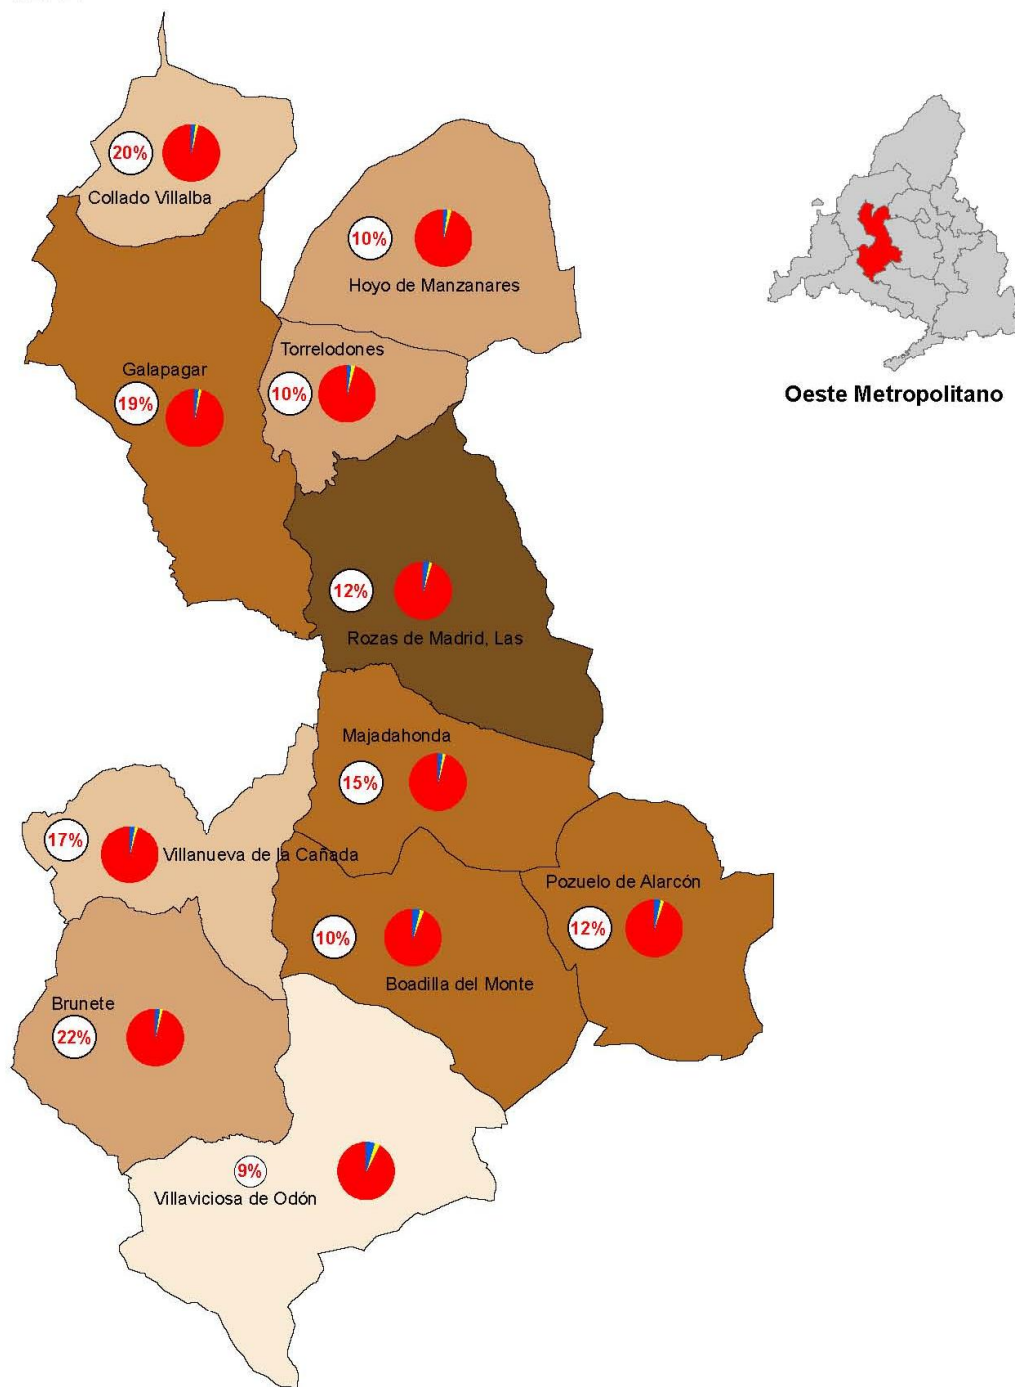 20%
Collado Villalba
10%
Hoyo de Manzanares
Oeste Metropolitano
Torrelodones
10%
Galapagar
19%
12%
Rozas de Madrid, Las
Majadahonda
15%
17%
Villanueva de la Cañada
Pozuelo de Alarcón
12%
10%
Boadilla del Monte
Brunete
22%
9%
Villaviciosa de Odón